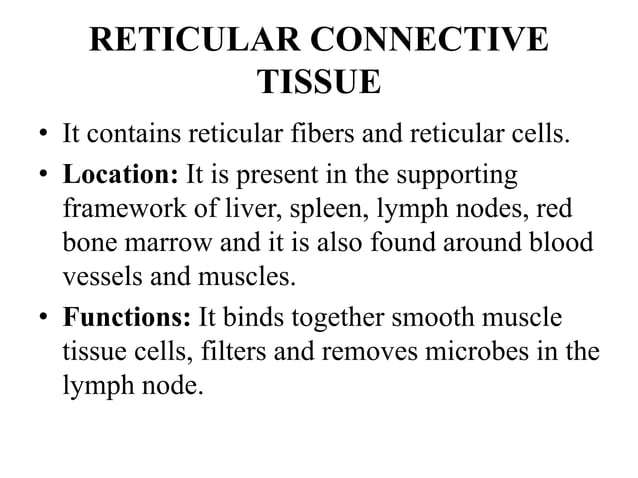 RETICULAR CONNECTIVE
TISSUE
• It contains reticular fibers and reticular cells.
• Location: It is present in the supporting
framework of liver, spleen, lymph nodes, red
bone marrow and it is also found around blood
vessels and muscles.
• Functions: It binds together smooth muscle
tissue cells, filters and removes microbes in the
lymph node.